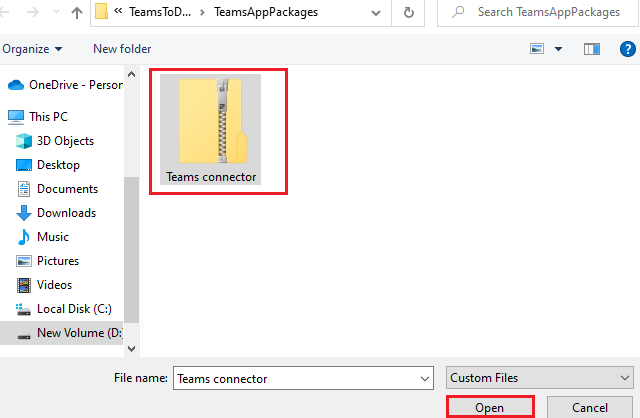 « TeamsToD... > TeamsAppPackages
Search TeamsAppPackages
Organize
New folder
OneDrive - Person
This PC
3D Objects
Desktop
Documents
Downloads
Music
Pictures
Videos
Local Disk (C:)
New Volume (D:
Teams connector
File name: Teams connector
Custom Files
Open
Cancel